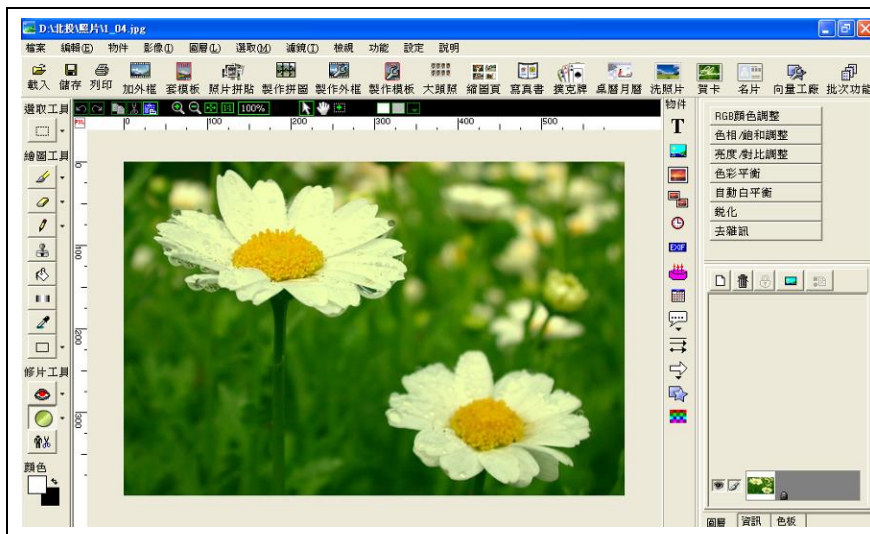 D:\北投\照片\1_04.jpg
檔案 編輯(E) 物件 影像(I) 圖層(L) 選取(M) 濾鏡(T) 檢視 功能 設定 說明
載入 儲存 列印 加外框 套模板 照片拼貼 製作拼圖 製作外框 製作模板 大頭照 縮圖頁 寫真書 撲克牌 桌曆月曆 洗照片 賀卡 名片 向量工廠 批次功能
選取工具 100% 物件
0 100 200 300 400 500
繪圖工具
0
100
200
300
修片工具
顏色
T
EXIF
RGB顏色調整
色相/飽和調整
亮度/對比調整
色彩平衡
自動白平衡
銳化
去雜訊
圖層 資訊 色板